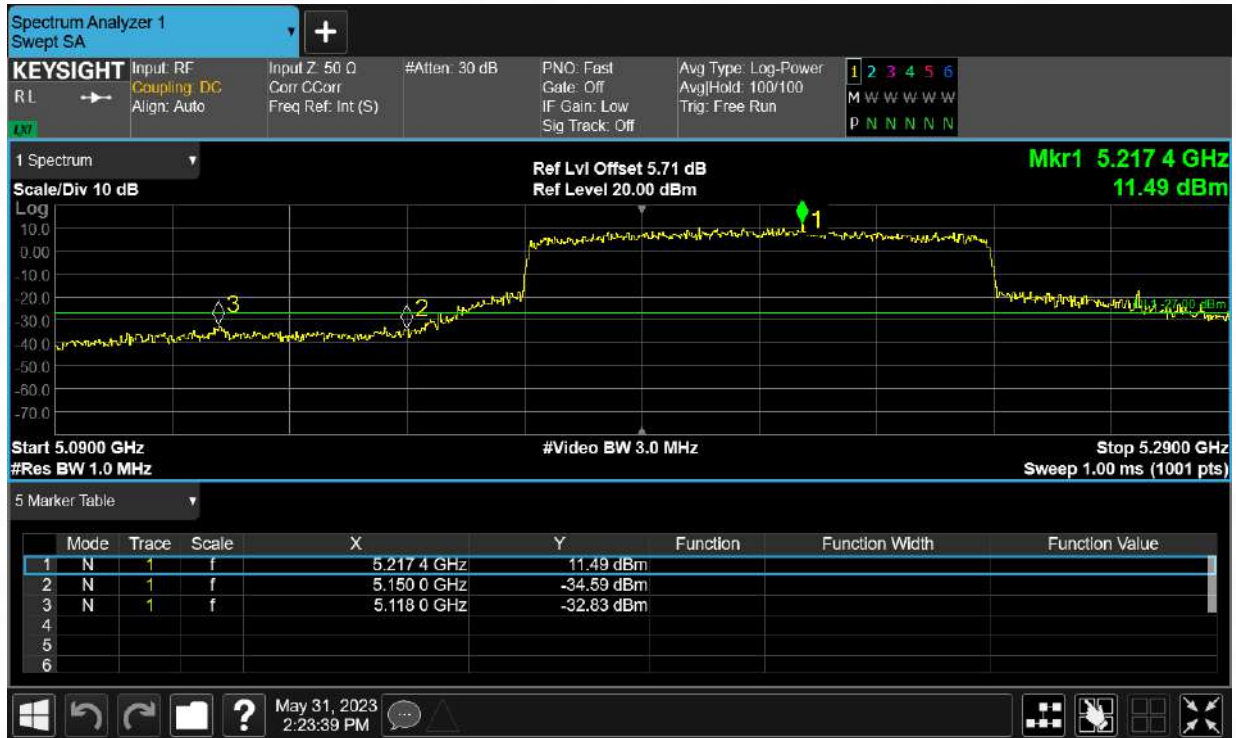 Spectrum Analyzer 1
Swept SA
KEYSIGHT
R L
LXI
Input: RF
Coupling: DC
Align: Auto
Input Z: 50 Ω
Corr CCorr
Freq Ref: Int (S)
#Atten: 30 dB
PNO: Fast
Gate: Off
IF Gain: Low
Sig Track: Off
Avg Type: Log-Power
Avg|Hold: 100/100
Trig: Free Run
1 2 3 4 5 6
M W W W W W
P N N N N N
1 Spectrum
Scale/Div 10 dB
Ref Lvl Offset 5.71 dB
Ref Level 20.00 dBm
Mkr1 5.217 4 GHz
11.49 dBm
Log
10.0
0.00
-10.0
-20.0
-30.0
-40.0
-50.0
-60.0
-70.0
1
2
3
-27.00 dBm
Start 5.0900 GHz
#Res BW 1.0 MHz
#Video BW 3.0 MHz
Stop 5.2900 GHz
Sweep 1.00 ms (1001 pts)
5 Marker Table
Mode Trace Scale X Y Function Function Width Function Value
1 N 1 f 5.217 4 GHz 11.49 dBm
2 N 1 f 5.150 0 GHz -34.59 dBm
3 N 1 f 5.118 0 GHz -32.83 dBm
4
5
6
?
May 31, 2023
2:23:39 PM